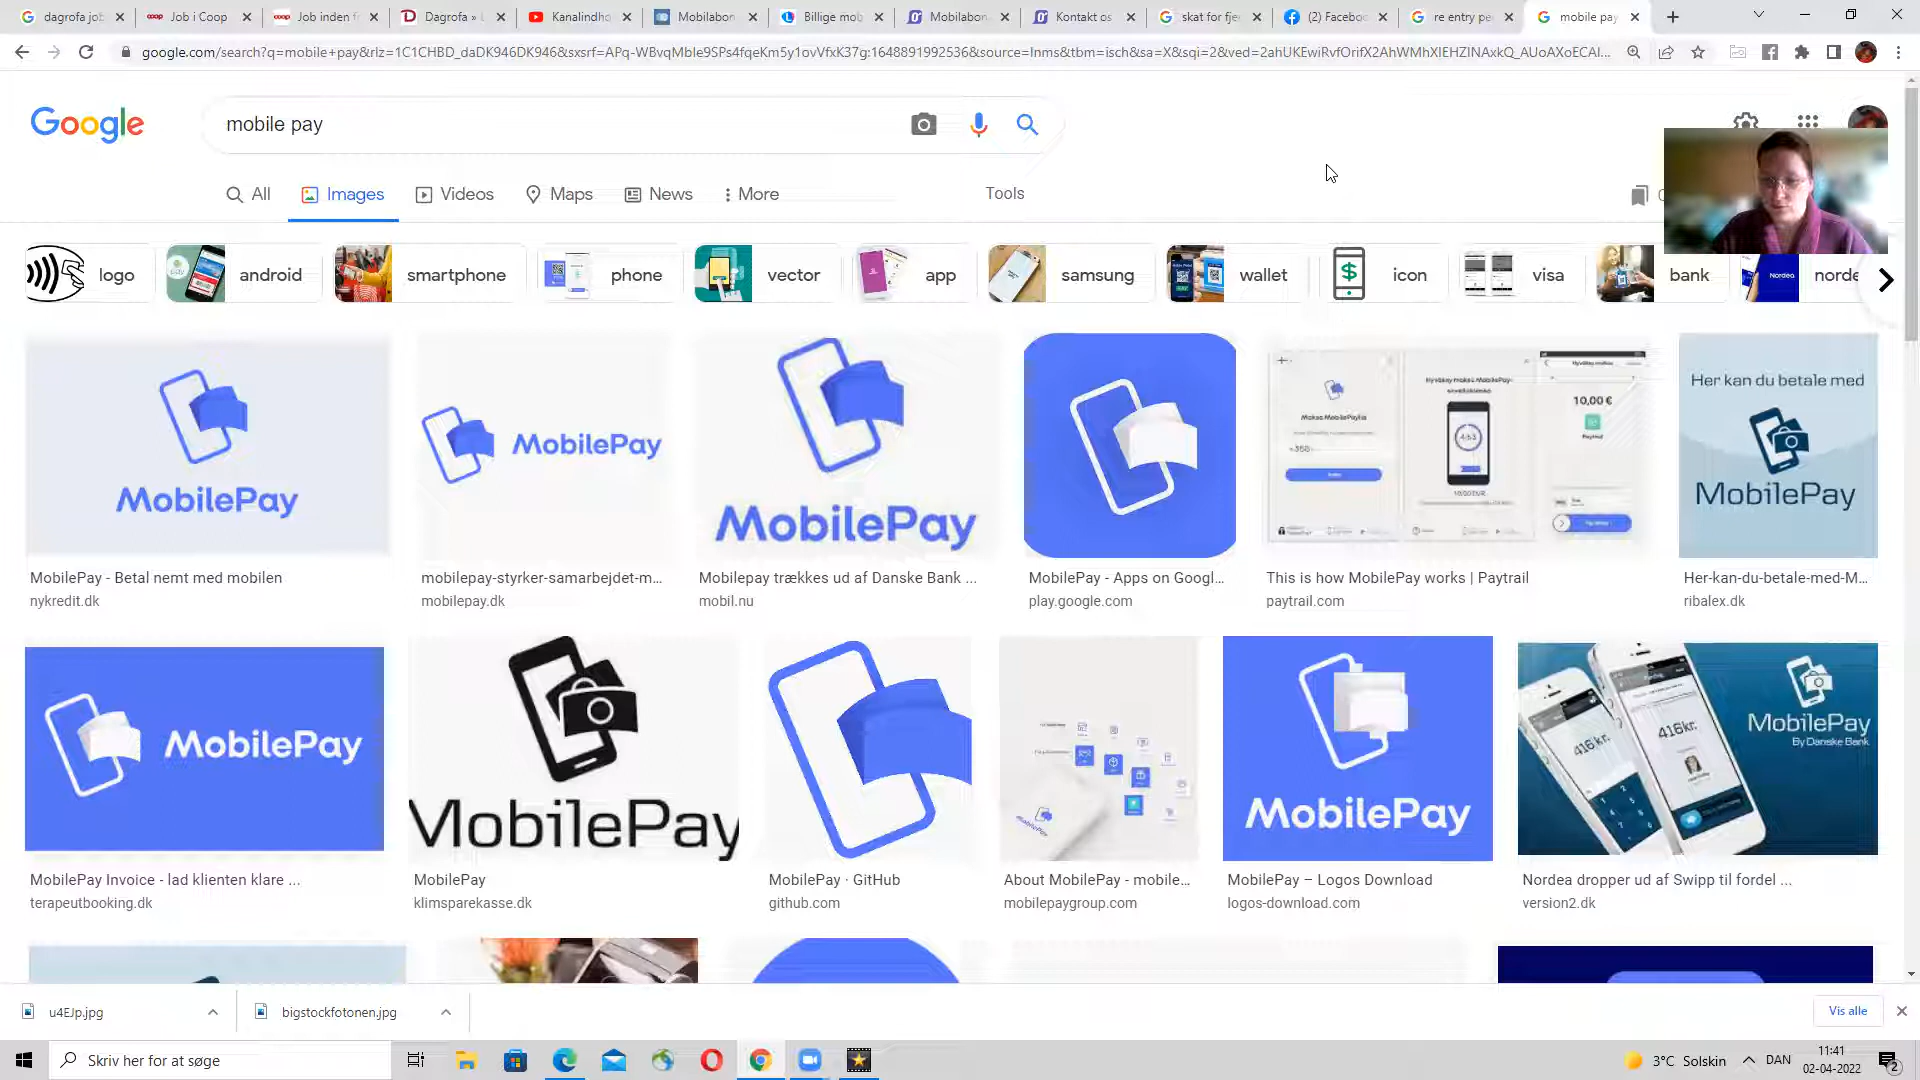 dagrofa job
Job i Coop
Job inden f
Dagrofa » L
Kanalindho
Mobilabon
Billige mob
Mobilabon
Kontakt os
skat for fje
(2) Faceboo
re entry pe
mobile pay
google.com/search?q=mobile+pay&rlz=1C1CHBD_daDK946DK946&sxsrf=APq-WBvqMble9SPs4fqeKm5y1ovVfxK37g:1648891992536&source=lnms&tbm=isch&sa=X&sqi=2&ved=2ahUKEwiRvfOrifX2AhWMhXIEHZINAxkQ_AUoAXoECAI...
Google
mobile pay
All
Images
Videos
Maps
News
More
Tools
logo
android
smartphone
phone
vector
app
samsung
wallet
icon
visa
bank
Nordea
norde
MobilePay
MobilePay
MobilePay
10,00 €
Her kan du betale med
MobilePay
MobilePay - Betal nemt med mobilen
nykredit.dk
mobilepay-styrker-samarbejdet-m...
mobilepay.dk
Mobilepay trækkes ud af Danske Bank ...
mobil.nu
MobilePay - Apps on Googl...
play.google.com
This is how MobilePay works | Paytrail
paytrail.com
Her-kan-du-betale-med-M...
ribalex.dk
MobilePay
MobilePay
MobilePay
416kr.
416kr.
MobilePay
By Danske Bank
MobilePay Invoice - lad klienten klare ...
terapeutbooking.dk
MobilePay
klimsparekasse.dk
MobilePay · GitHub
github.com
About MobilePay - mobile...
mobilepaygroup.com
MobilePay – Logos Download
logos-download.com
Nordea dropper ud af Swipp til fordel ...
version2.dk
u4EJp.jpg
bigstockfotonen.jpg
Vis alle
Skriv her for at søge
3°C Solskin
DAN
11:41
02-04-2022
2